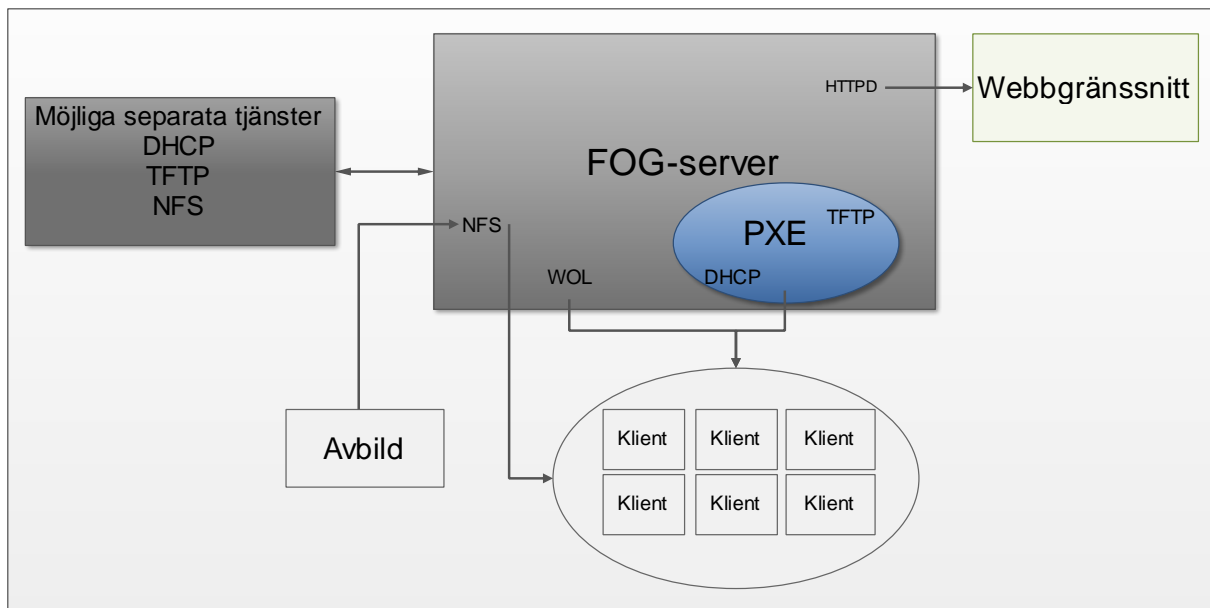 Möjliga separata tjänster
DHCP
TFTP
NFS
HTTPD
Webbgränssnitt
FOG-server
PXE
TFTP
DHCP
NFS
WOL
Avbild
Klient
Klient
Klient
Klient
Klient
Klient